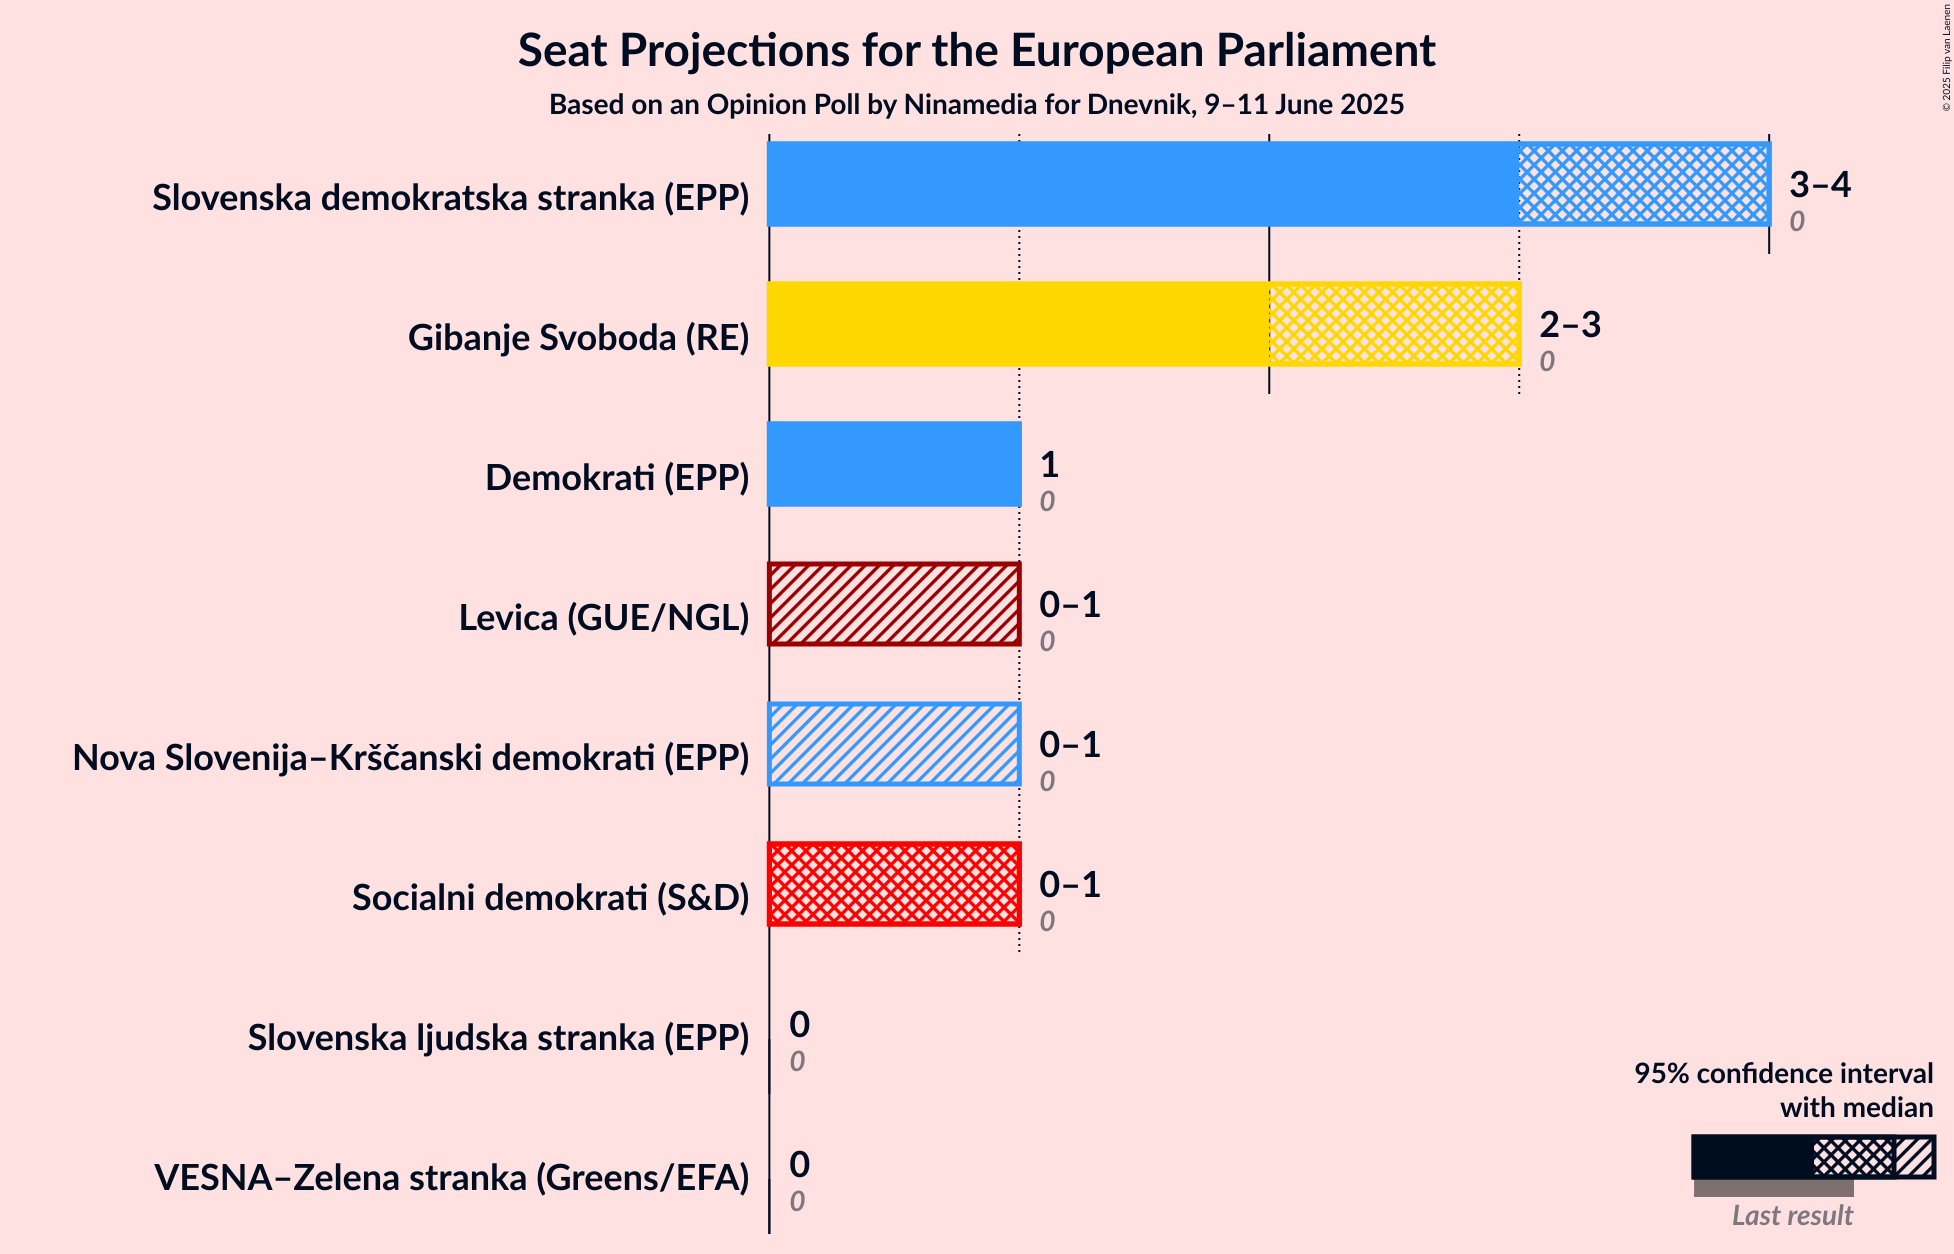 Seat Projections for the European Parliament
Based on an Opinion Poll by Ninamedia for Dnevnik, 9–11 June 2025
© 2025 Filip van Laenen
Slovenska demokratska stranka (EPP)
3–4
0
Gibanje Svoboda (RE)
2–3
0
Demokrati (EPP)
1
0
Levica (GUE/NGL)
0–1
0
Nova Slovenija–Krščanski demokrati (EPP)
0–1
0
Socialni demokrati (S&D)
0–1
0
Slovenska ljudska stranka (EPP)
0
0
VESNA–Zelena stranka (Greens/EFA)
0
0
95% confidence interval
with median
Last result